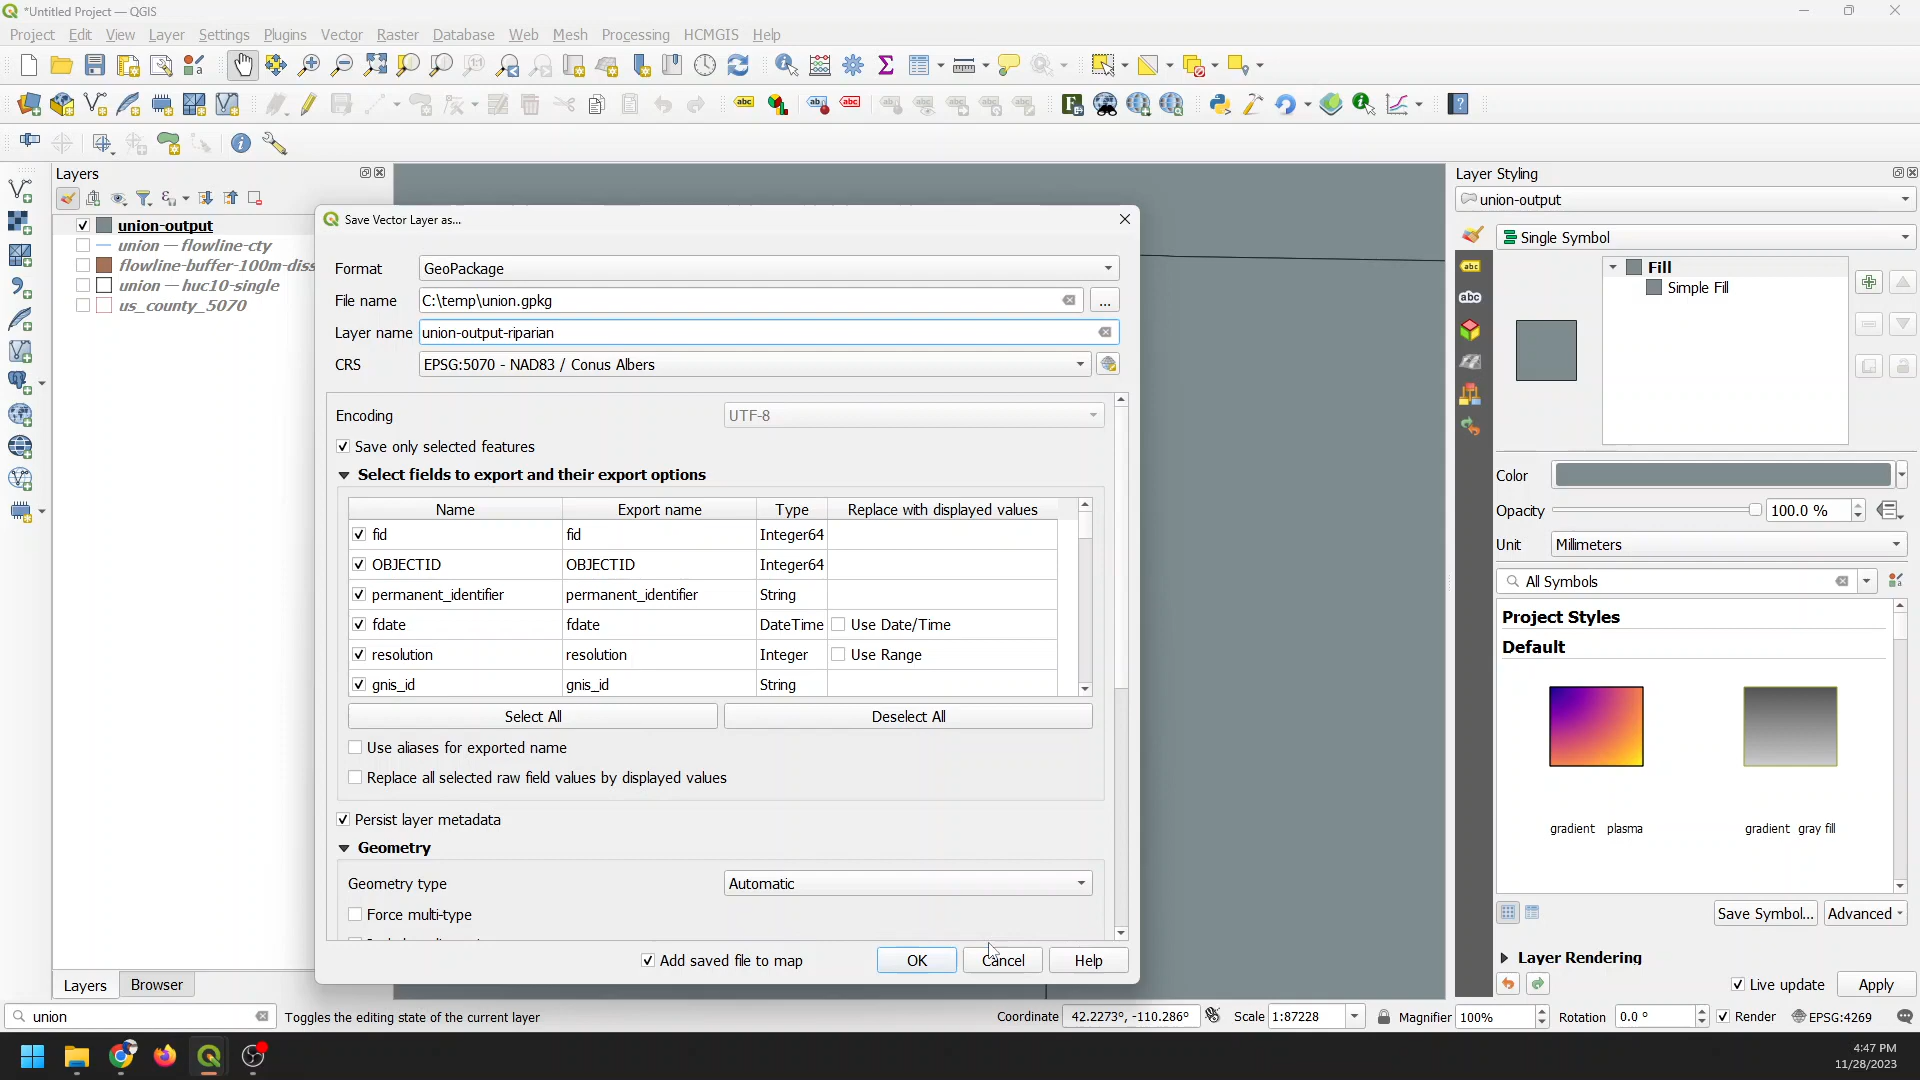 *Untitled Project — QGIS
Project Edit View Layer Settings Plugins Vector Raster Database Web Mesh Processing HCMGIS Help
Layers
union-output
union — flowline-cty
flowline-buffer-100m-diss
union — huc10-single
us_county_5070
Layers Browser
Save Vector Layer as...
Format GeoPackage
File name C:\temp\union.gpkg ...
Layer name union-output-riparian
CRS EPSG:5070 - NAD83 / Conus Albers
Encoding UTF-8
Save only selected features
Select fields to export and their export options
Name Export name Type Replace with displayed values
fid fid Integer64
OBJECTID OBJECTID Integer64
permanent_identifier permanent_identifier String
fdate fdate DateTime Use Date/Time
resolution resolution Integer Use Range
gnis_id gnis_id String
Select All Deselect All
Use aliases for exported name
Replace all selected raw field values by displayed values
Persist layer metadata
Geometry
Geometry type Automatic
Force multi-type
Add saved file to map OK Cancel Help
Layer Styling
union-output
Single Symbol
Fill
Simple Fill
Color
Opacity 100.0 %
Unit Millimeters
All Symbols
Project Styles
Default
gradient plasma gradient gray fill
Save Symbol... Advanced
Layer Rendering
Live update Apply
union Toggles the editing state of the current layer Coordinate 42.2273°, -110.286° Scale 1:87228 Magnifier 100% Rotation 0.0 ° Render EPSG:4269
4:47 PM
11/28/2023